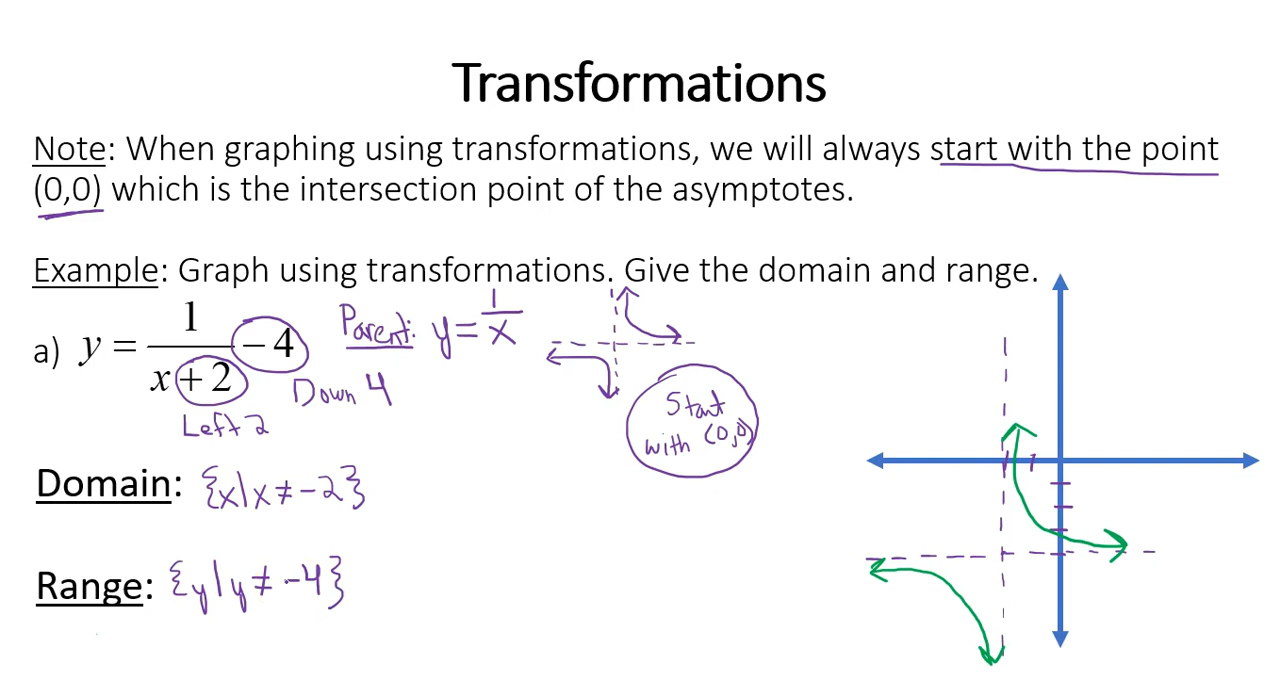 Transformations
Note: When graphing using transformations, we will always start with the point
(0,0) which is the intersection point of the asymptotes.
Example: Graph using transformations. Give the domain and range.
a) y = 1/(x + 2) − 4
Parent: y = 1/x
Left 2
Down 4
Start
with (0,0)
Domain: {x|x ≠ -2}
Range: {y|y ≠ -4}